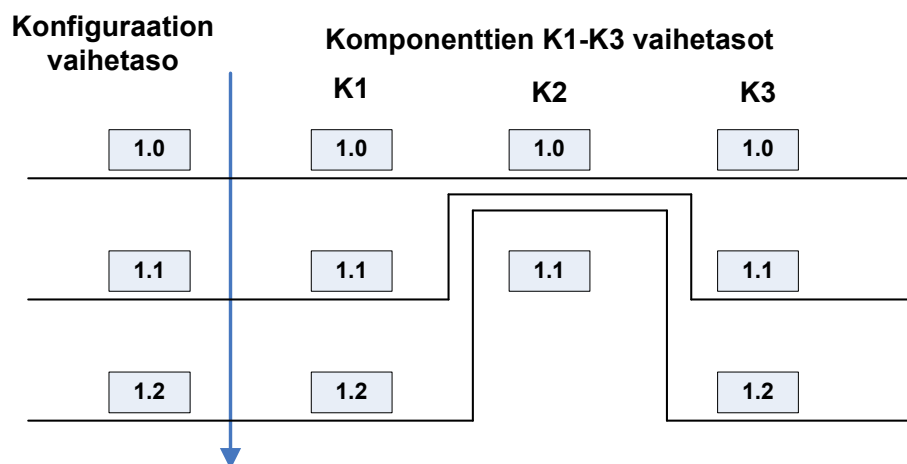 Konfiguraation
vaihetaso
Komponenttien K1-K3 vaihetasot
K1 K2 K3
1.0 1.0 1.0 1.0
1.1 1.1 1.1 1.1
1.2 1.2 1.2